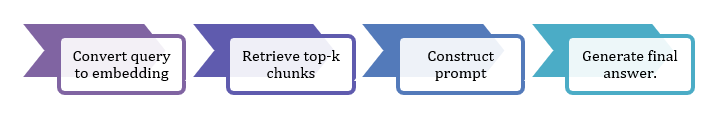 Convert query
to embedding
Retrieve top-k
chunks
Construct
prompt
Generate final
answer.